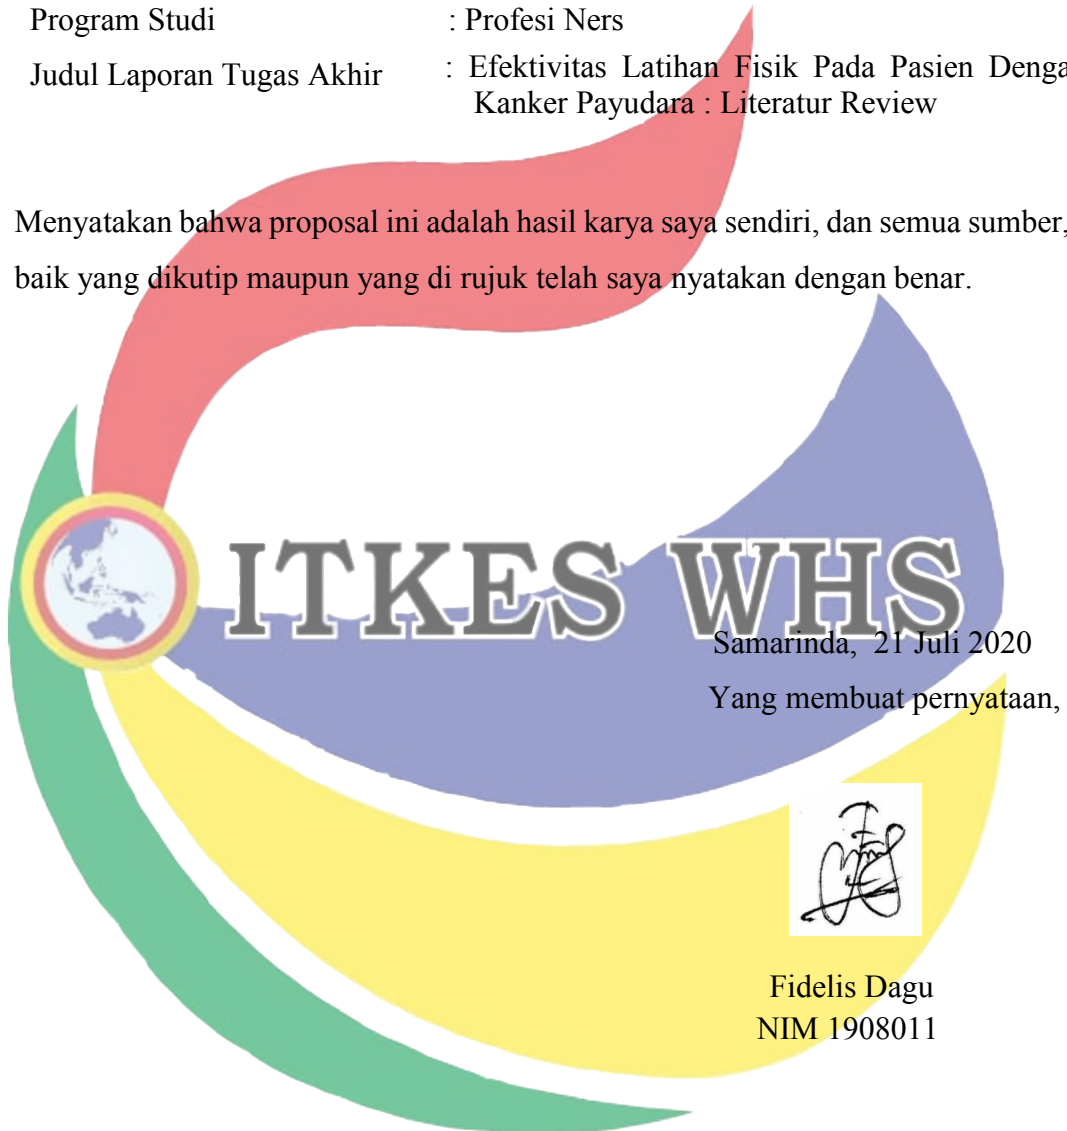 Program Studi : Profesi Ners
Judul Laporan Tugas Akhir : Efektivitas Latihan Fisik Pada Pasien Denga
Kanker Payudara : Literatur Review
Menyatakan bahwa proposal ini adalah hasil karya saya sendiri, dan semua sumber,
baik yang dikutip maupun yang di rujuk telah saya nyatakan dengan benar.
ITKES WHS
Samarinda, 21 Juli 2020
Yang membuat pernyataan,
Fidelis Dagu
NIM 1908011